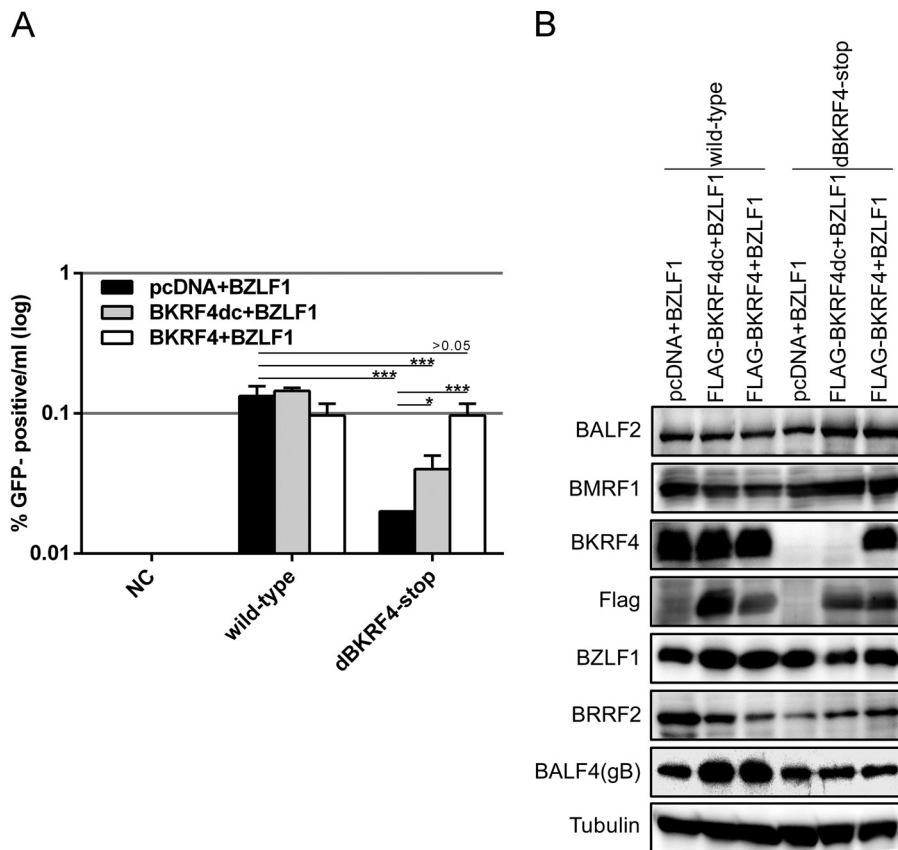 A
% GFP- positive/ml (log)
1
0.1
0.01
pcDNA+BZLF1
BKRF4dc+BZLF1
BKRF4+BZLF1
>0.05
***
***
***
*
NC
wild-type
dBKRF4-stop
B
wild-type
dBKRF4-stop
pcDNA+BZLF1
FLAG-BKRF4dc+BZLF1
FLAG-BKRF4+BZLF1
pcDNA+BZLF1
FLAG-BKRF4dc+BZLF1
FLAG-BKRF4+BZLF1
BALF2
BMRF1
BKRF4
Flag
BZLF1
BRRF2
BALF4(gB)
Tubulin